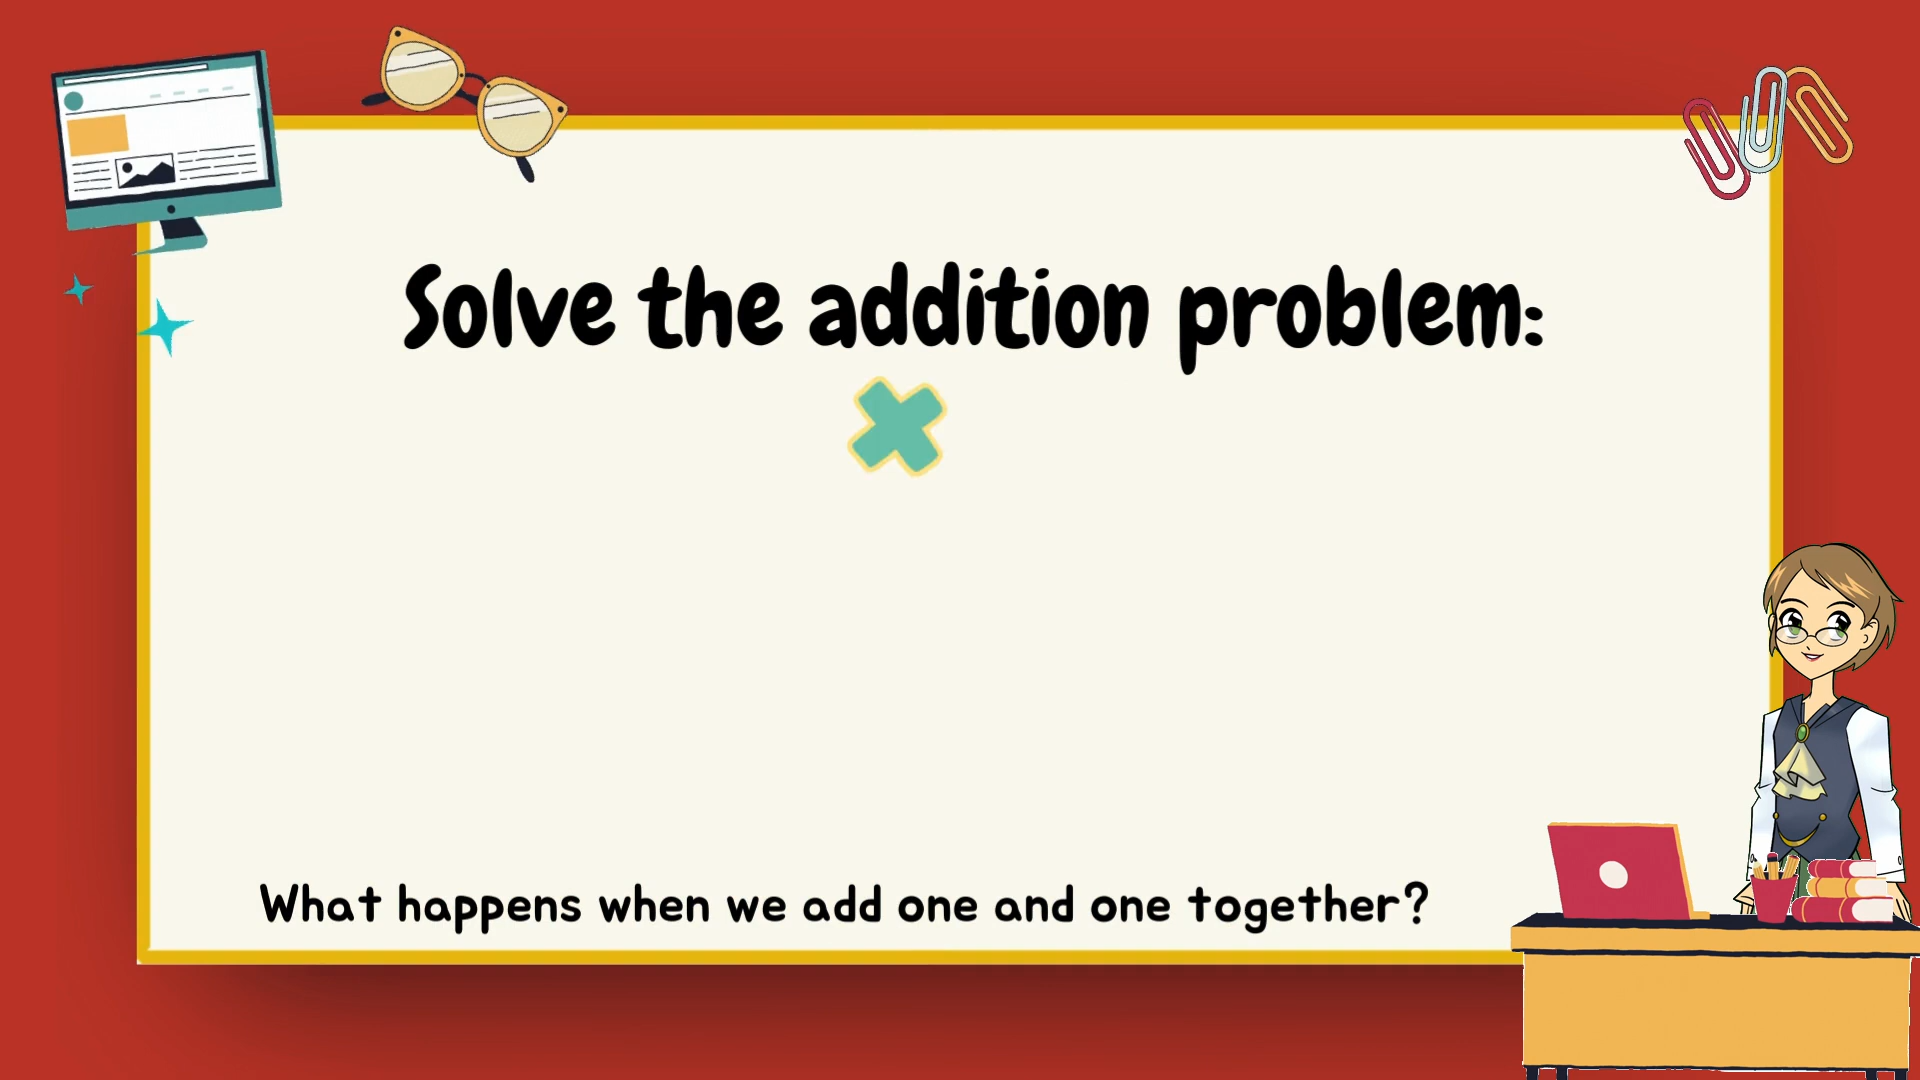 Solve the addition problem:
What happens when we add one and one together?